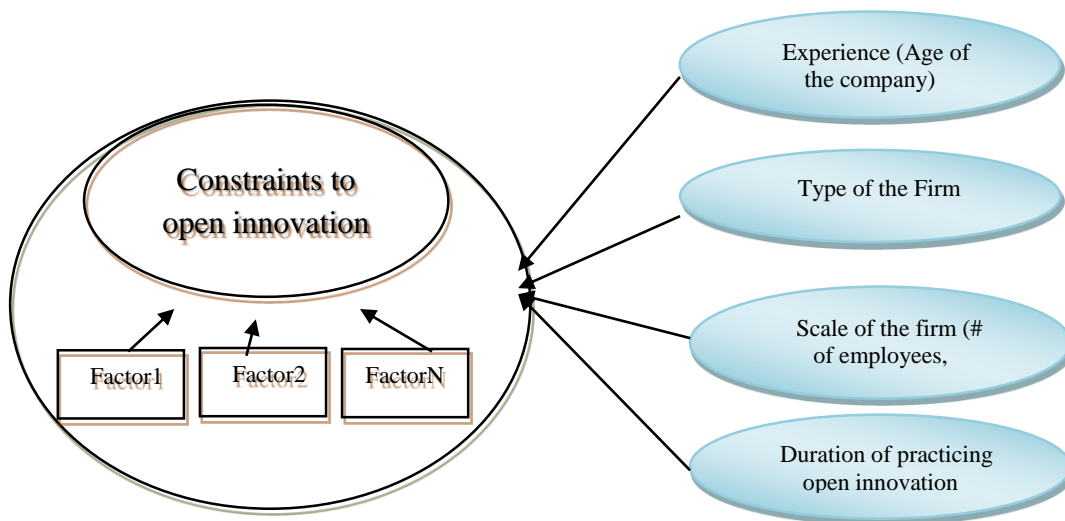 Constraints to
open innovation
Factor1
Factor2
FactorN
Experience (Age of
the company)
Type of the Firm
Scale of the firm (#
of employees,
Duration of practicing
open innovation